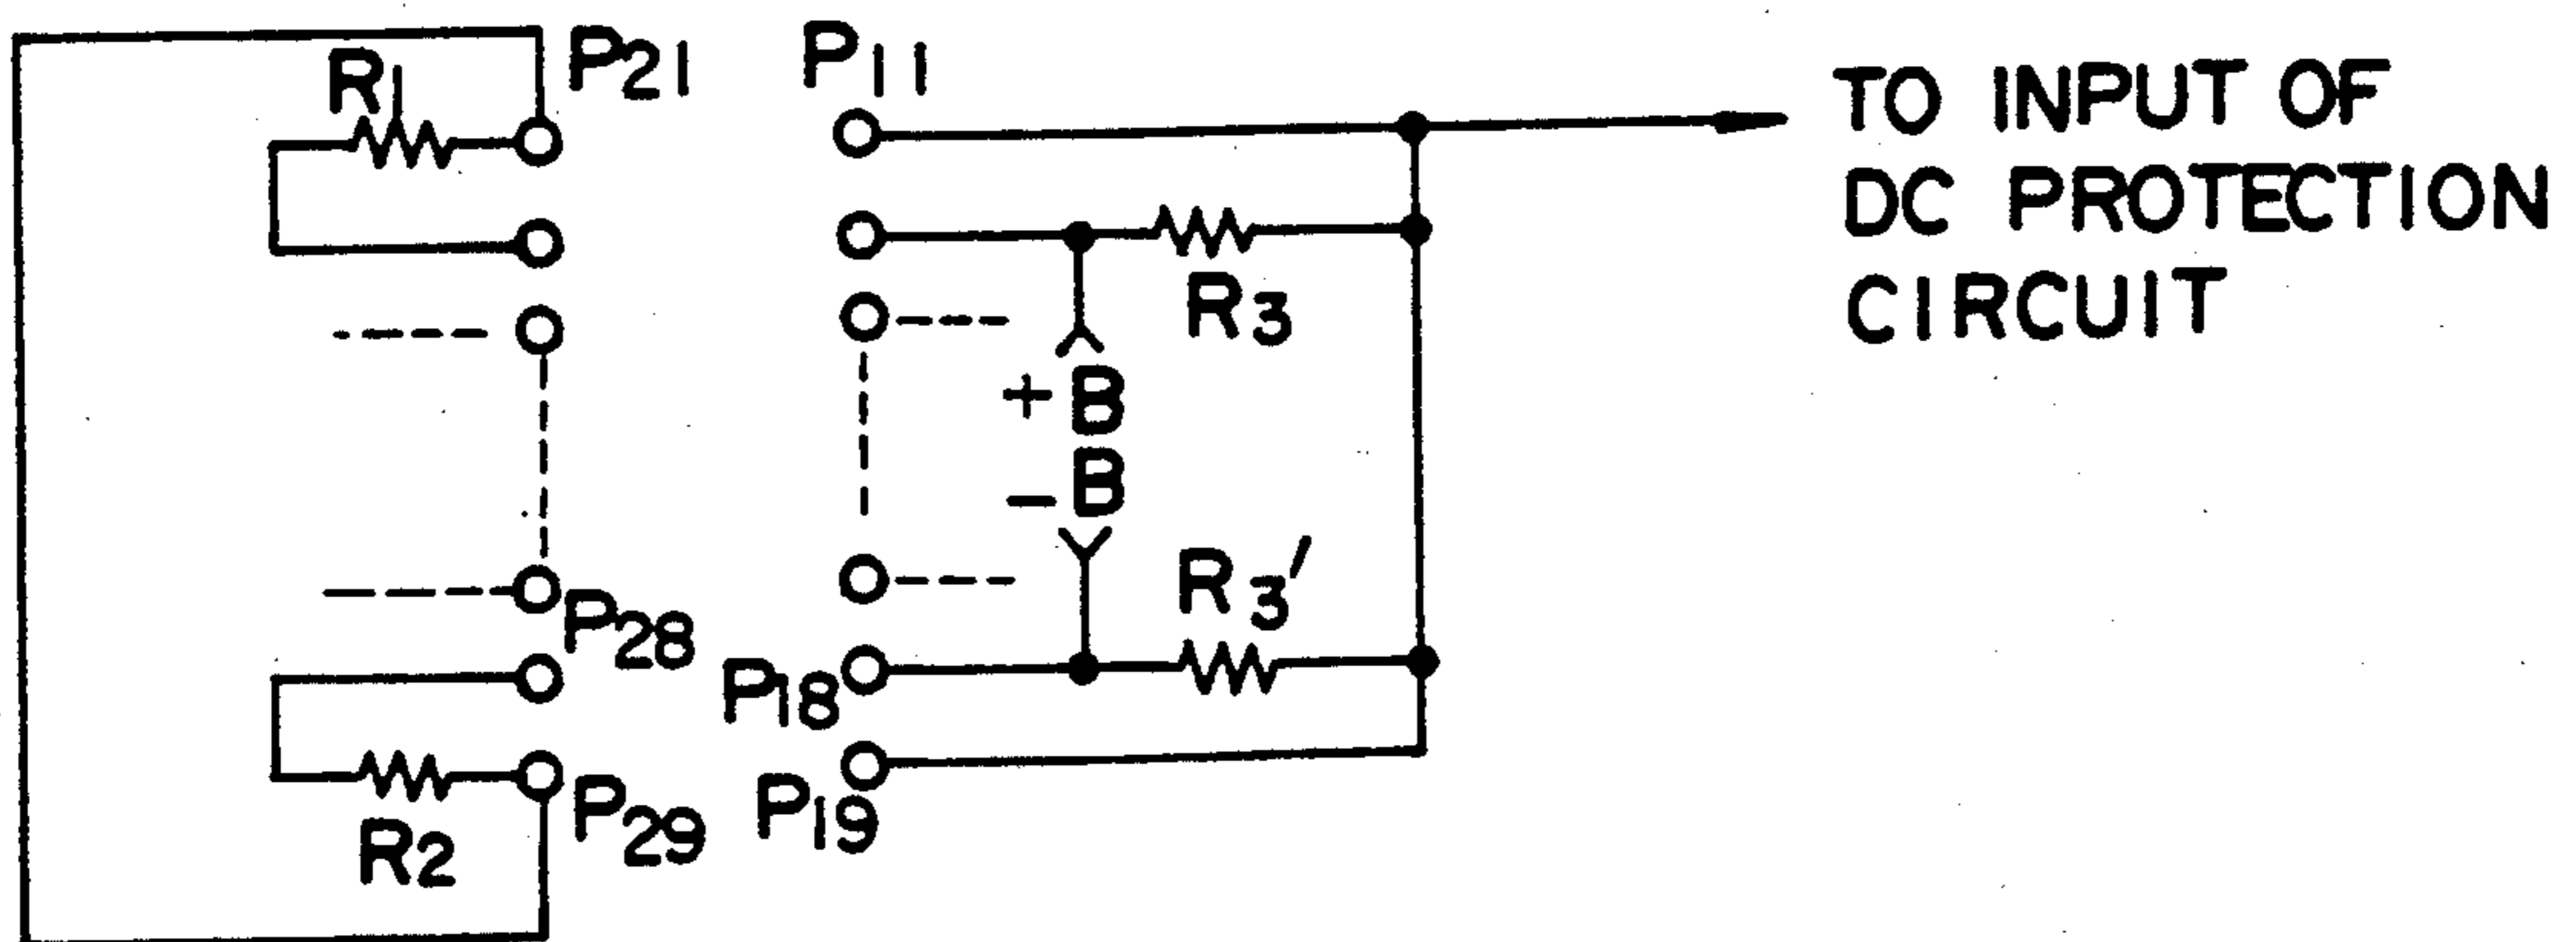 R1
P21
P11
TO INPUT OF
DC PROTECTION
CIRCUIT
R3
+B
-B
R3'
P28
P18
P29
P19
R2